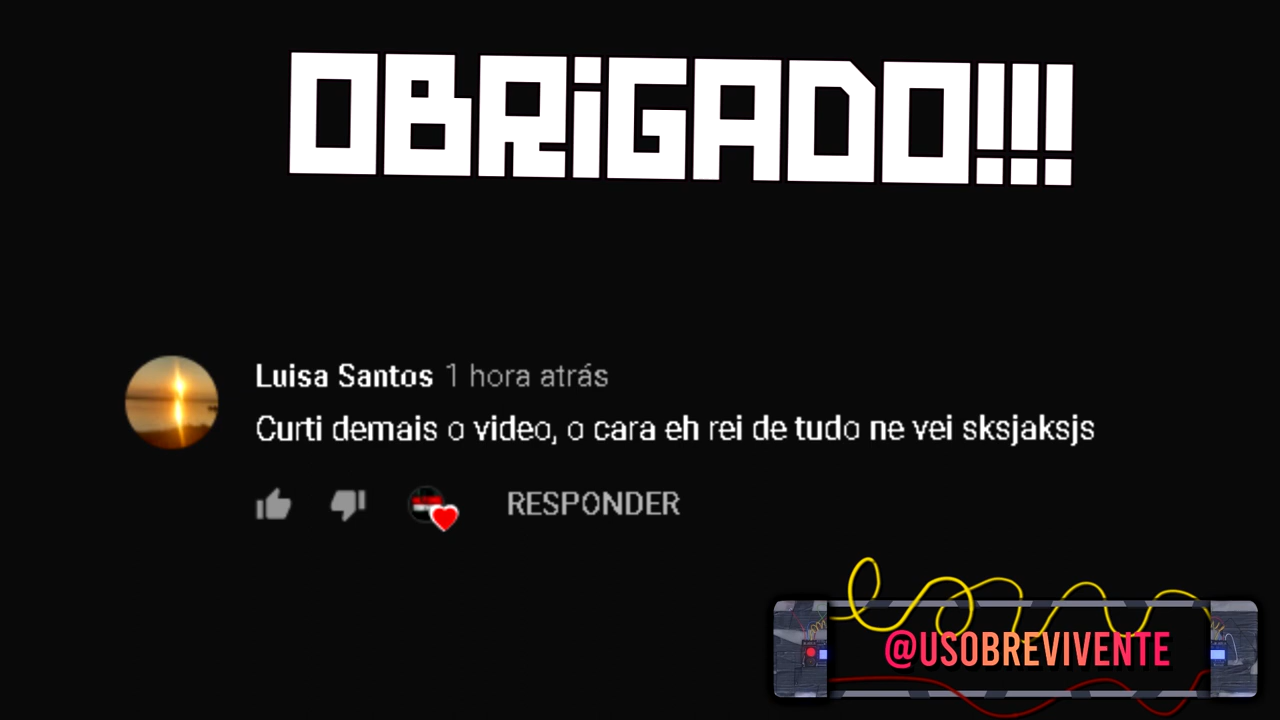 OBRiGADO!!!
Luisa Santos 1 hora atrás
Curti demais o video, o cara eh rei de tudo ne vei sksjaksjs
RESPONDER
@USOBREVIVENTE